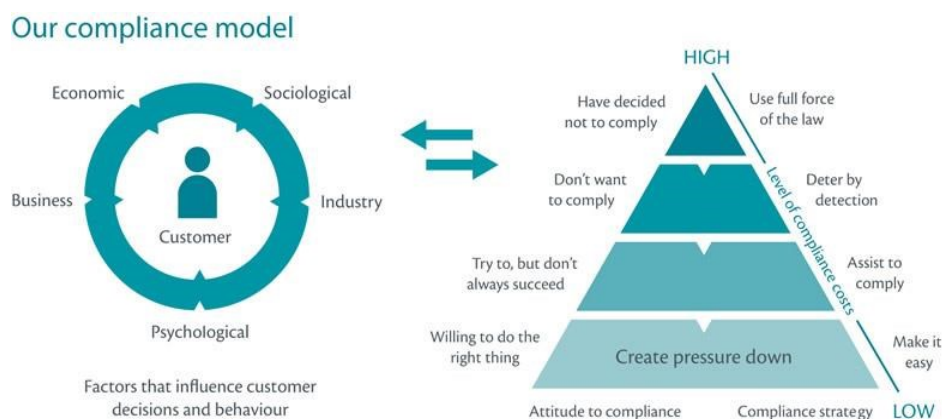 Our compliance model
Economic
Sociological
Business
Industry
Customer
Psychological
Factors that influence customer
decisions and behaviour
HIGH
Have decided
not to comply
Use full force
of the law
Don't want
to comply
Deter by
detection
Level of compliance costs
Try to, but don't
always succeed
Assist to
comply
Willing to do the
right thing
Create pressure down
Make it
easy
Attitude to compliance
Compliance strategy
LOW